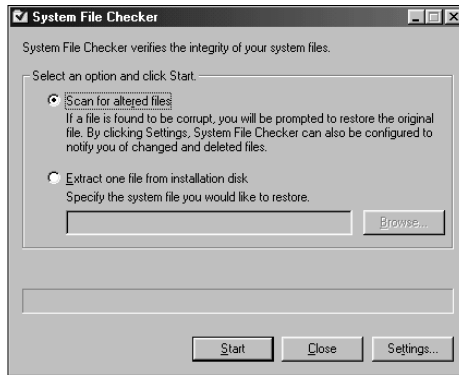 System File Checker
System File Checker verifies the integrity of your system files.
Select an option and click Start.
Scan for altered files
If a file is found to be corrupt, you will be prompted to restore the original
file. By clicking Settings, System File Checker can also be configured to
notify you of changed and deleted files.
Extract one file from installation disk
Specify the system file you would like to restore.
Browse...
Start
Close
Settings...